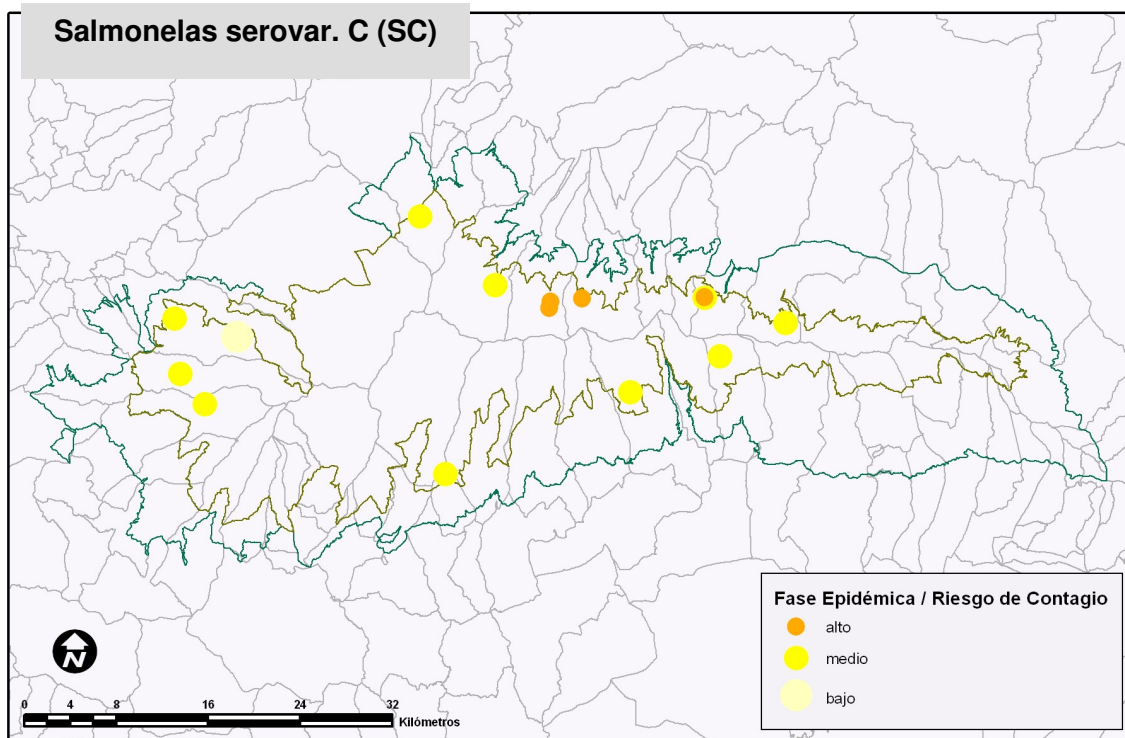 Salmonelas serovar. C (SC)
Fase Epidémica / Riesgo de Contagio
alto
medio
bajo
N
0 4 8 16 24 32
Kilómetros